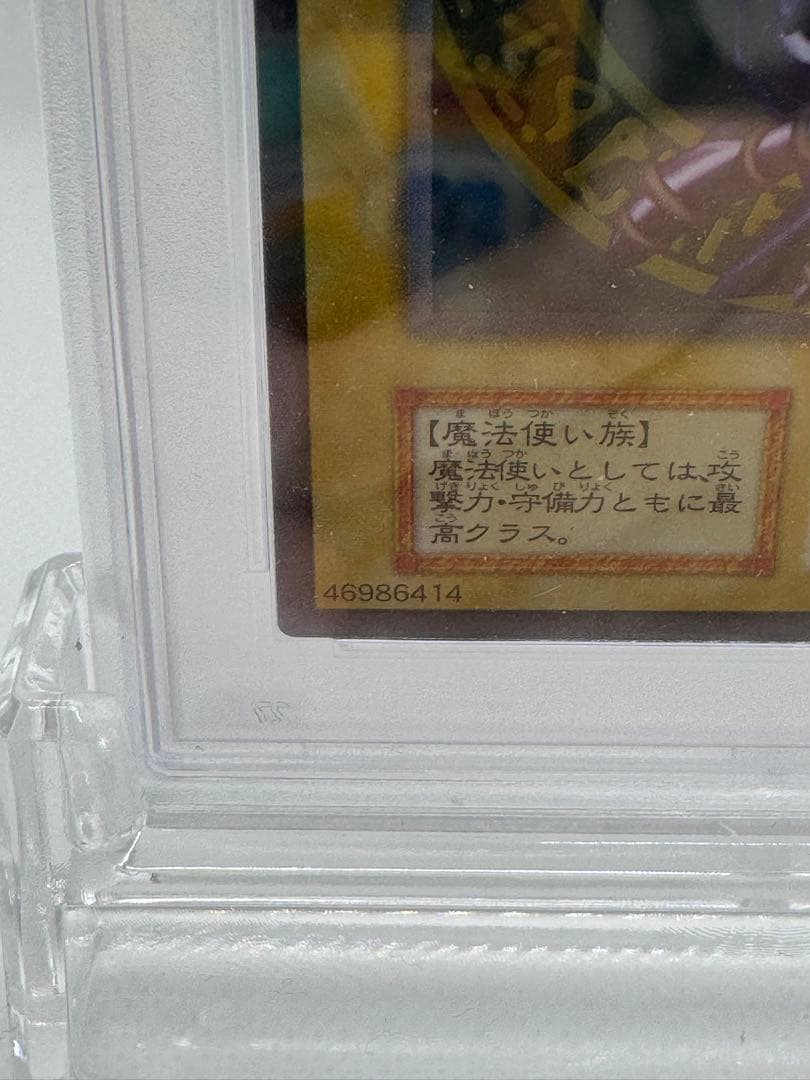 【魔法使い族】
魔法使いとしては、攻
撃力・守備力ともに最
高クラス。
46986414